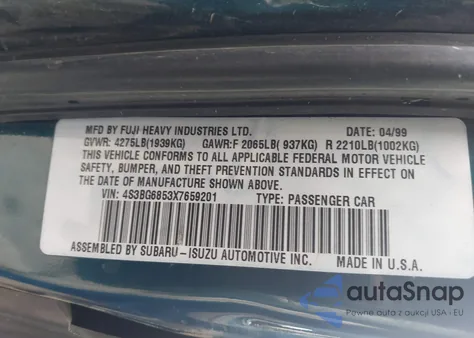 MFD BY FUJI HEAVY INDUSTRIES LTD. DATE 04/99
GVWR: 4275LB(1939KG) GAWR:F 2065LB( 937KG) R 2210LB(1002KG)
THIS VEHICLE CONFORMS TO ALL APPLICABLE FEDERAL MOTOR VEHICLE
SAFETY, BUMPER, AND THEFT PREVENTION STANDARDS IN EFFECT ON
THE DATE OF MANUFACTURE SHOWN ABOVE.
VIN: 4S3BG6853X7659201 TYPE: PASSENGER CAR
ASSEMBLED BY SUBARU-ISUZU AUTOMOTIVE INC. MADE IN U.S.A.
autoSnap
Powered by
Pewne auta z aukcji USA i EU